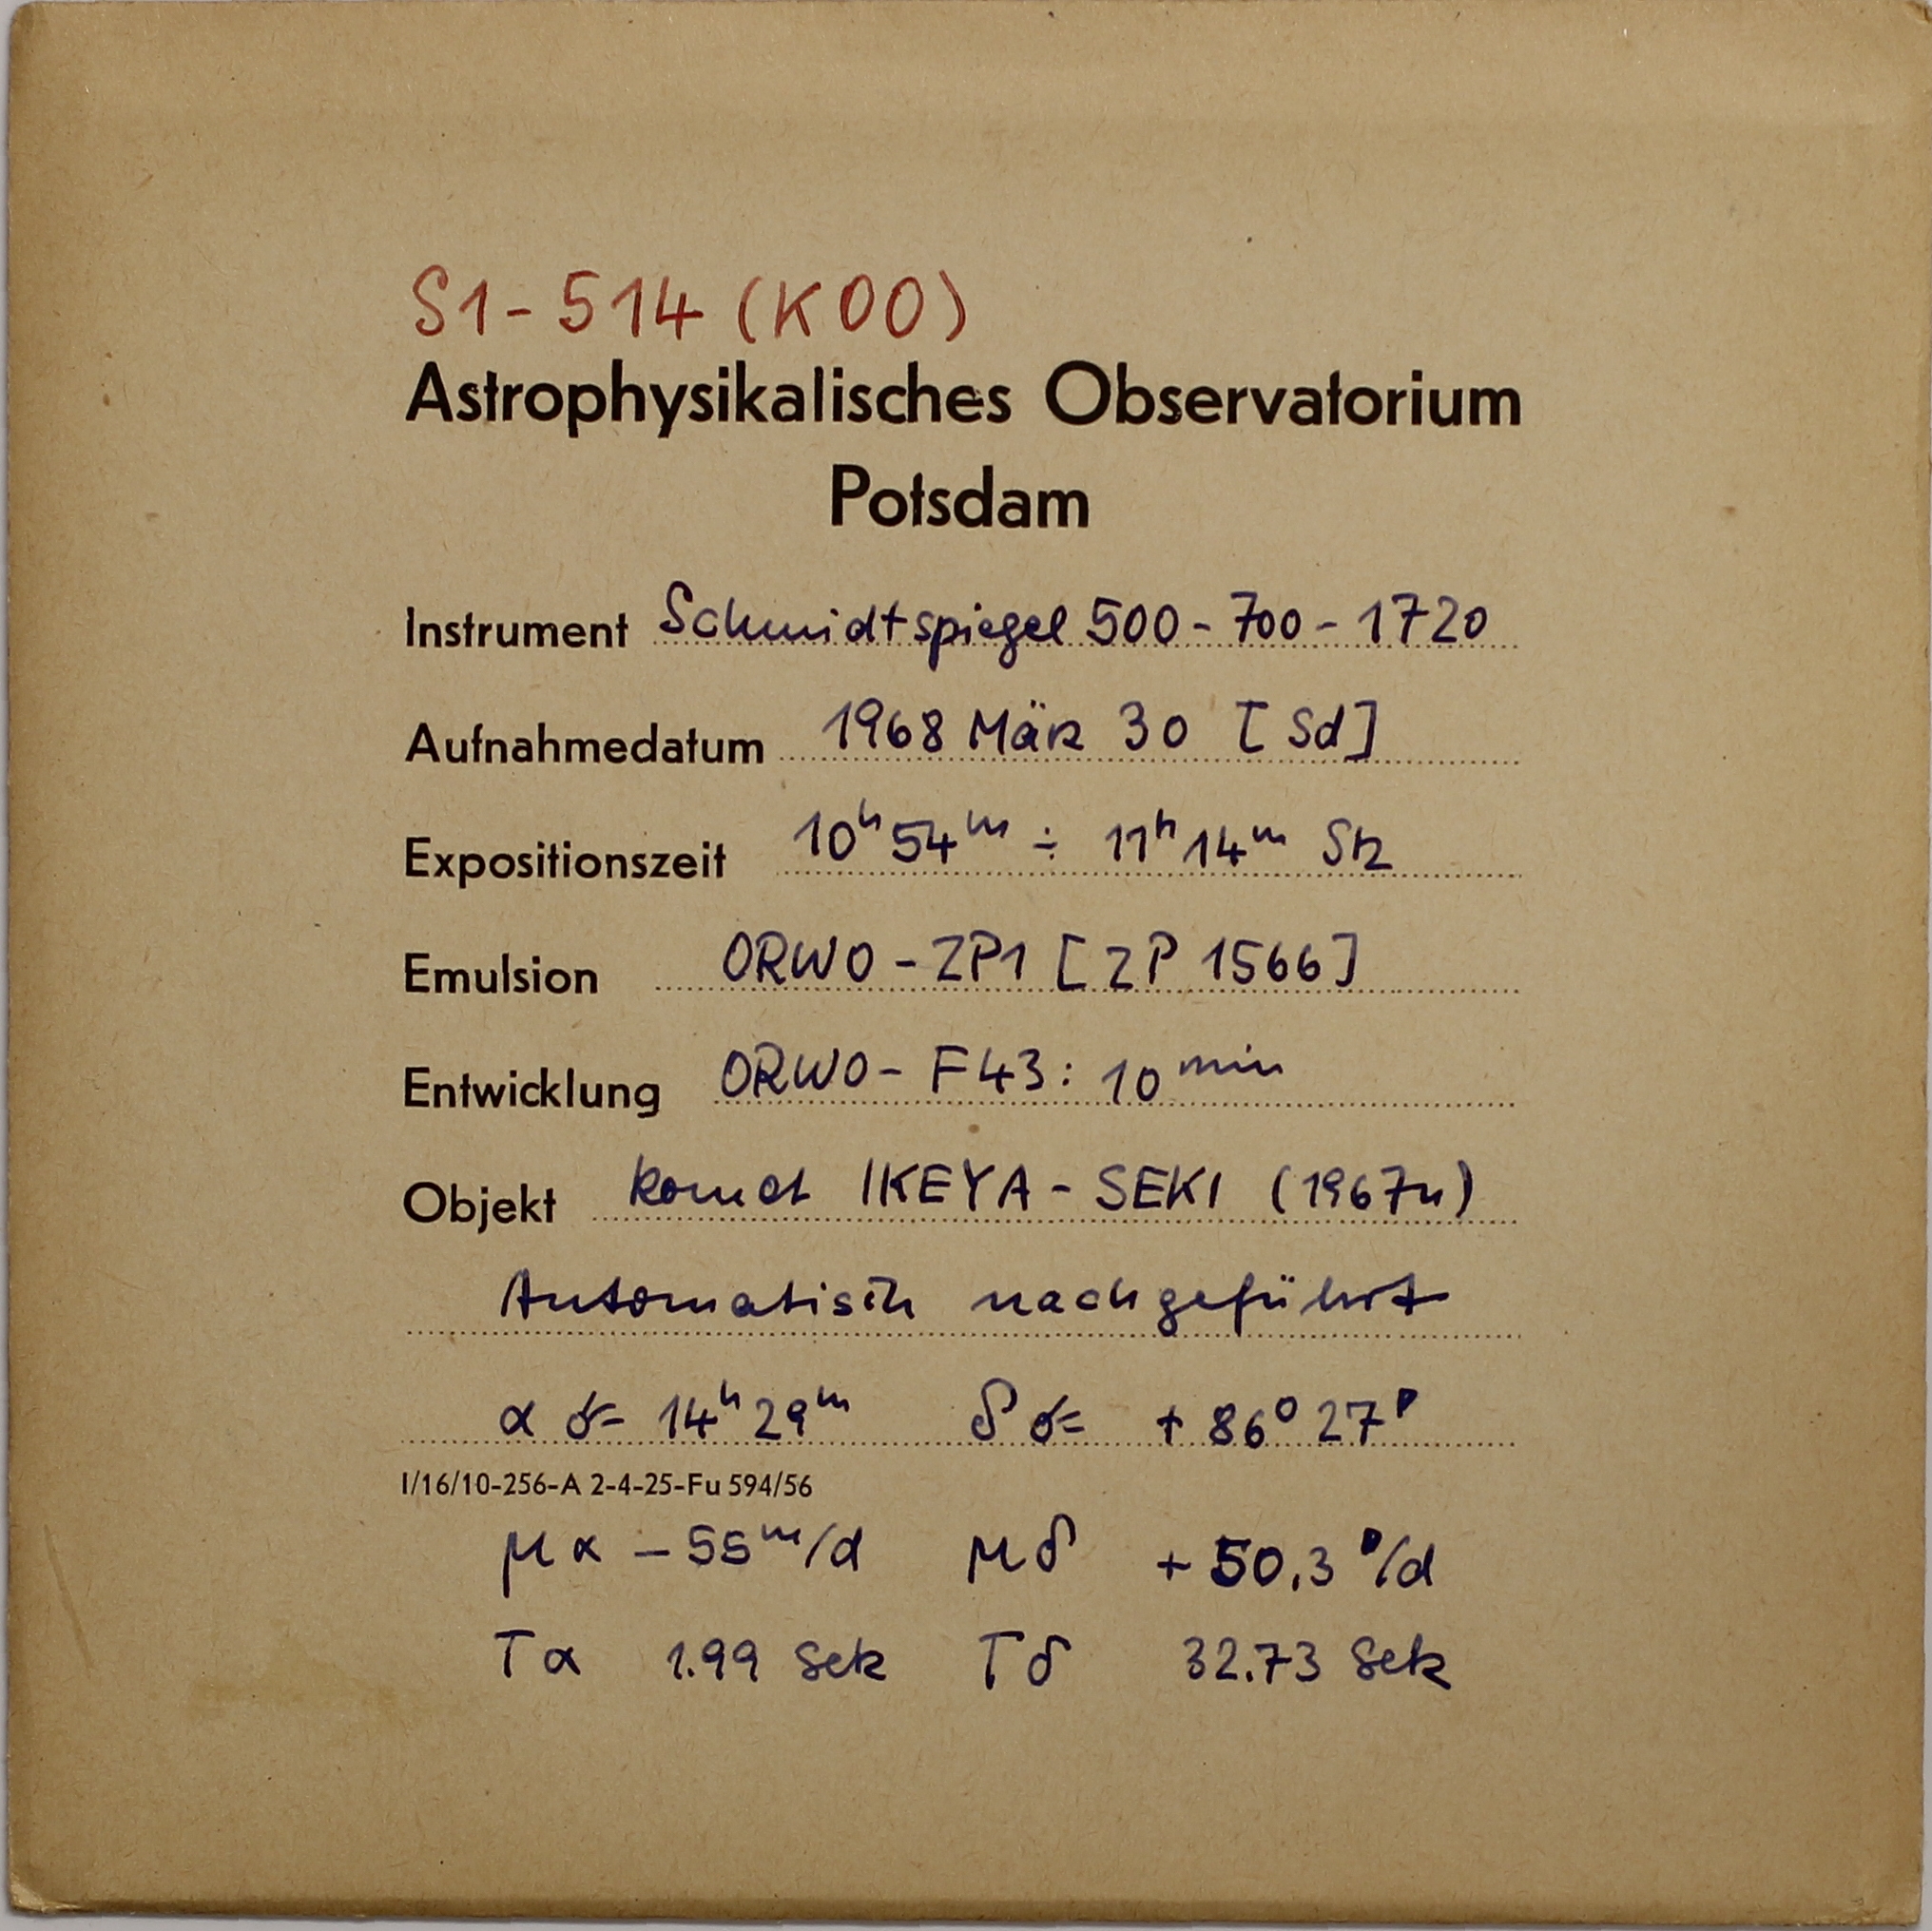 S1-514 (K00)
Astrophysikalisches Observatorium
Potsdam
Instrument Schmidtspiegel 500-700-1720
Aufnahmedatum 1968 März 30 [Sd]
Expositionszeit 10ʰ54ᵐ ÷ 11ʰ14ᵐ Stz
Emulsion ORWO-ZP1 [ZP 1566]
Entwicklung ORWO-F43: 10 min
Objekt Komet IKEYA-SEKI (1967n)
Automatisch nachgeführt
α ☌= 14ʰ29ᵐ δ ☌= +86°27'
I/16/10-256-A 2-4-25-Fu 594/56
μα -55ᵐ/d μδ +50.3'/d
Tα 1.99 Sek Tδ 32.73 Sek